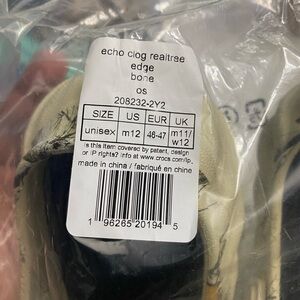 echo clog realtree
edge
bone
os
208232-2Y2
SIZE US EUR UK
unisex m12 46-47 m11/
w12
Is this item covered by patent, design
or IP rights? Info at www.crocs.com/ip.
made in china / fabriqué en chine
1 96265 20194 5